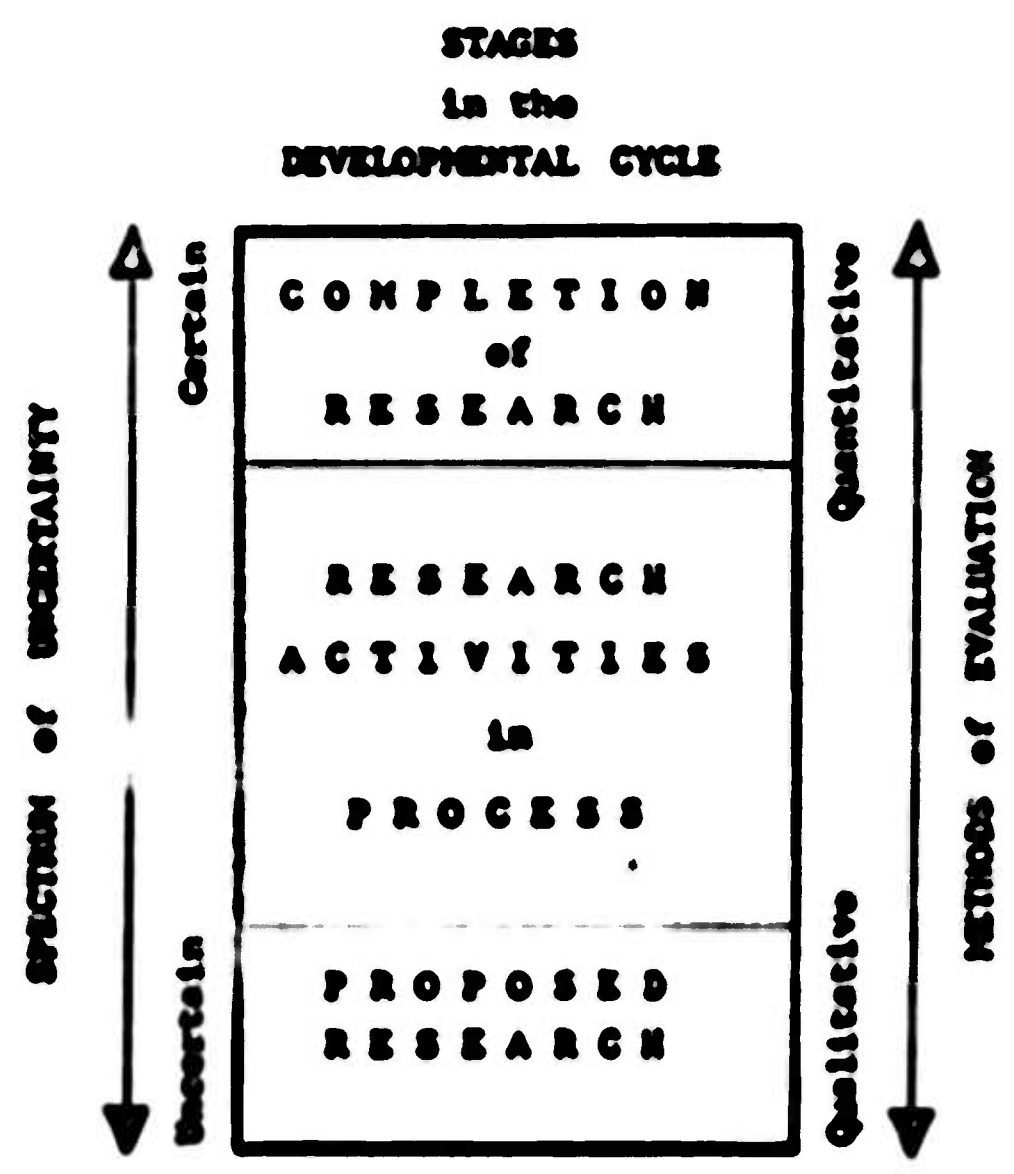 STAGES
in the
DEVELOPMENTAL CYCLE
SPECTRUM of UNCERTAINTY
Certain
Uncertain
COMPLETION
of
RESEARCH
RESEARCH
ACTIVITIES
in
PROCESS
PROPOSED
RESEARCH
Quantitative
Qualitative
METHODS of EVALUATION